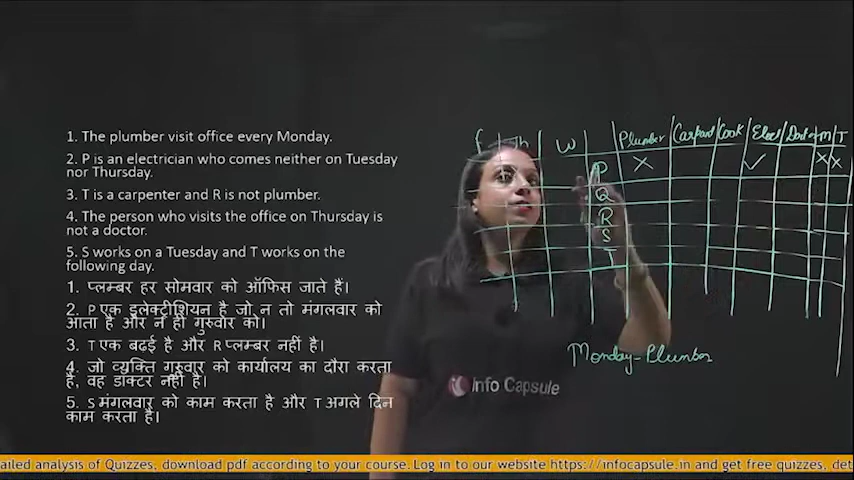 1. The plumber visit office every Monday.
2. P is an electrician who comes neither on Tuesday
nor Thursday.
3. T is a carpenter and R is not plumber.
4. The person who visits the office on Thursday is
not a doctor.
5. S works on a Tuesday and T works on the
following day.
1. प्लम्बर हर सोमवार को ऑफिस जाते हैं।
2. P एक इलेक्ट्रीशियन है जो न तो मंगलवार को
आता है और न ही गुरुवार को।
3. T एक बढ़ई है और R प्लम्बर नहीं है।
4. जो व्यक्ति गुरुवार को कार्यालय का दौरा करता
है, वह डॉक्टर नहीं है।
5. S मंगलवार को काम करता है और T अगले दिन
काम करता है।
F Th W Plumber Cook M T
P X ✓ X X
Q
R
S
T
Monday-Plumber
Info Capsule
ailed analysis of Quizzes, download pdf according to your course. Log in to our website https://infocapsule.in and get free quizzes, det